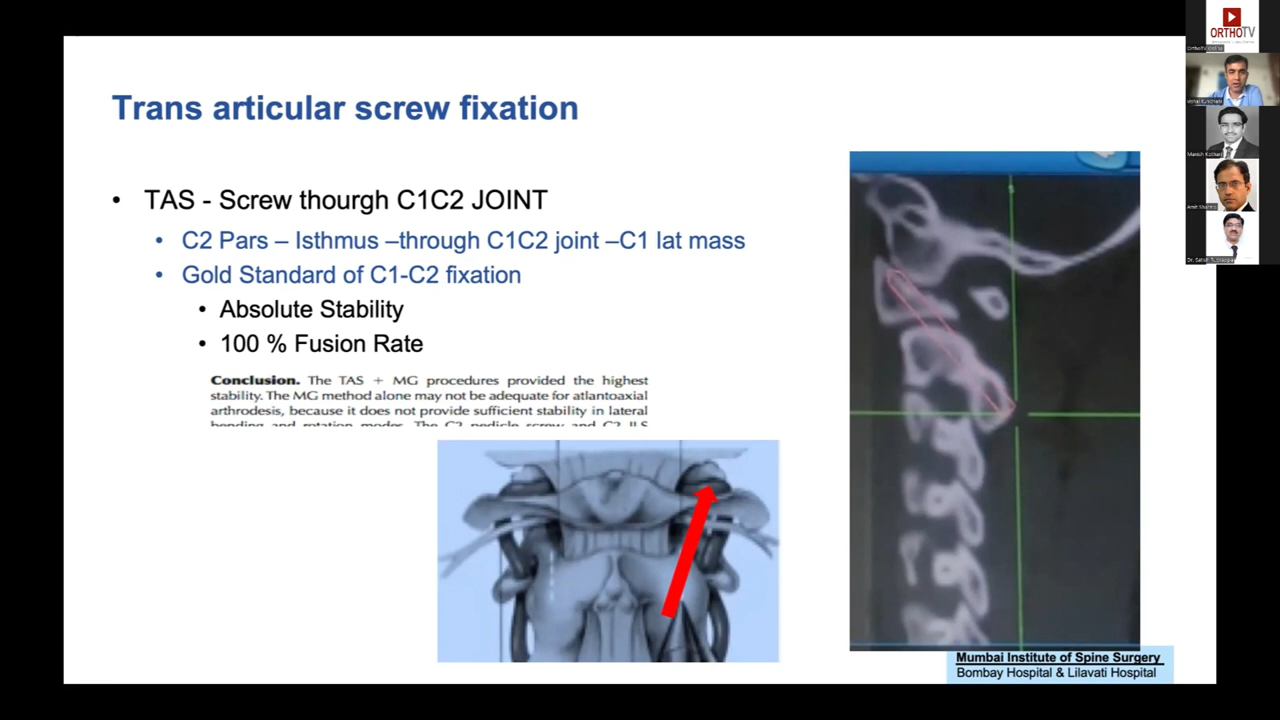 Trans articular screw fixation
• TAS - Screw thourgh C1C2 JOINT
• C2 Pars – Isthmus –through C1C2 joint –C1 lat mass
• Gold Standard of C1-C2 fixation
• Absolute Stability
• 100 % Fusion Rate
Conclusion. The TAS + MG procedures provided the highest
stability. The MG method alone may not be adequate for atlantoaxial
arthrodesis, because it does not provide sufficient stability in lateral
bending and rotation modes. The C2 pedicle screw and C2 ILS
Mumbai Institute of Spine Surgery
Bombay Hospital & Lilavati Hospital
ORTHOTV